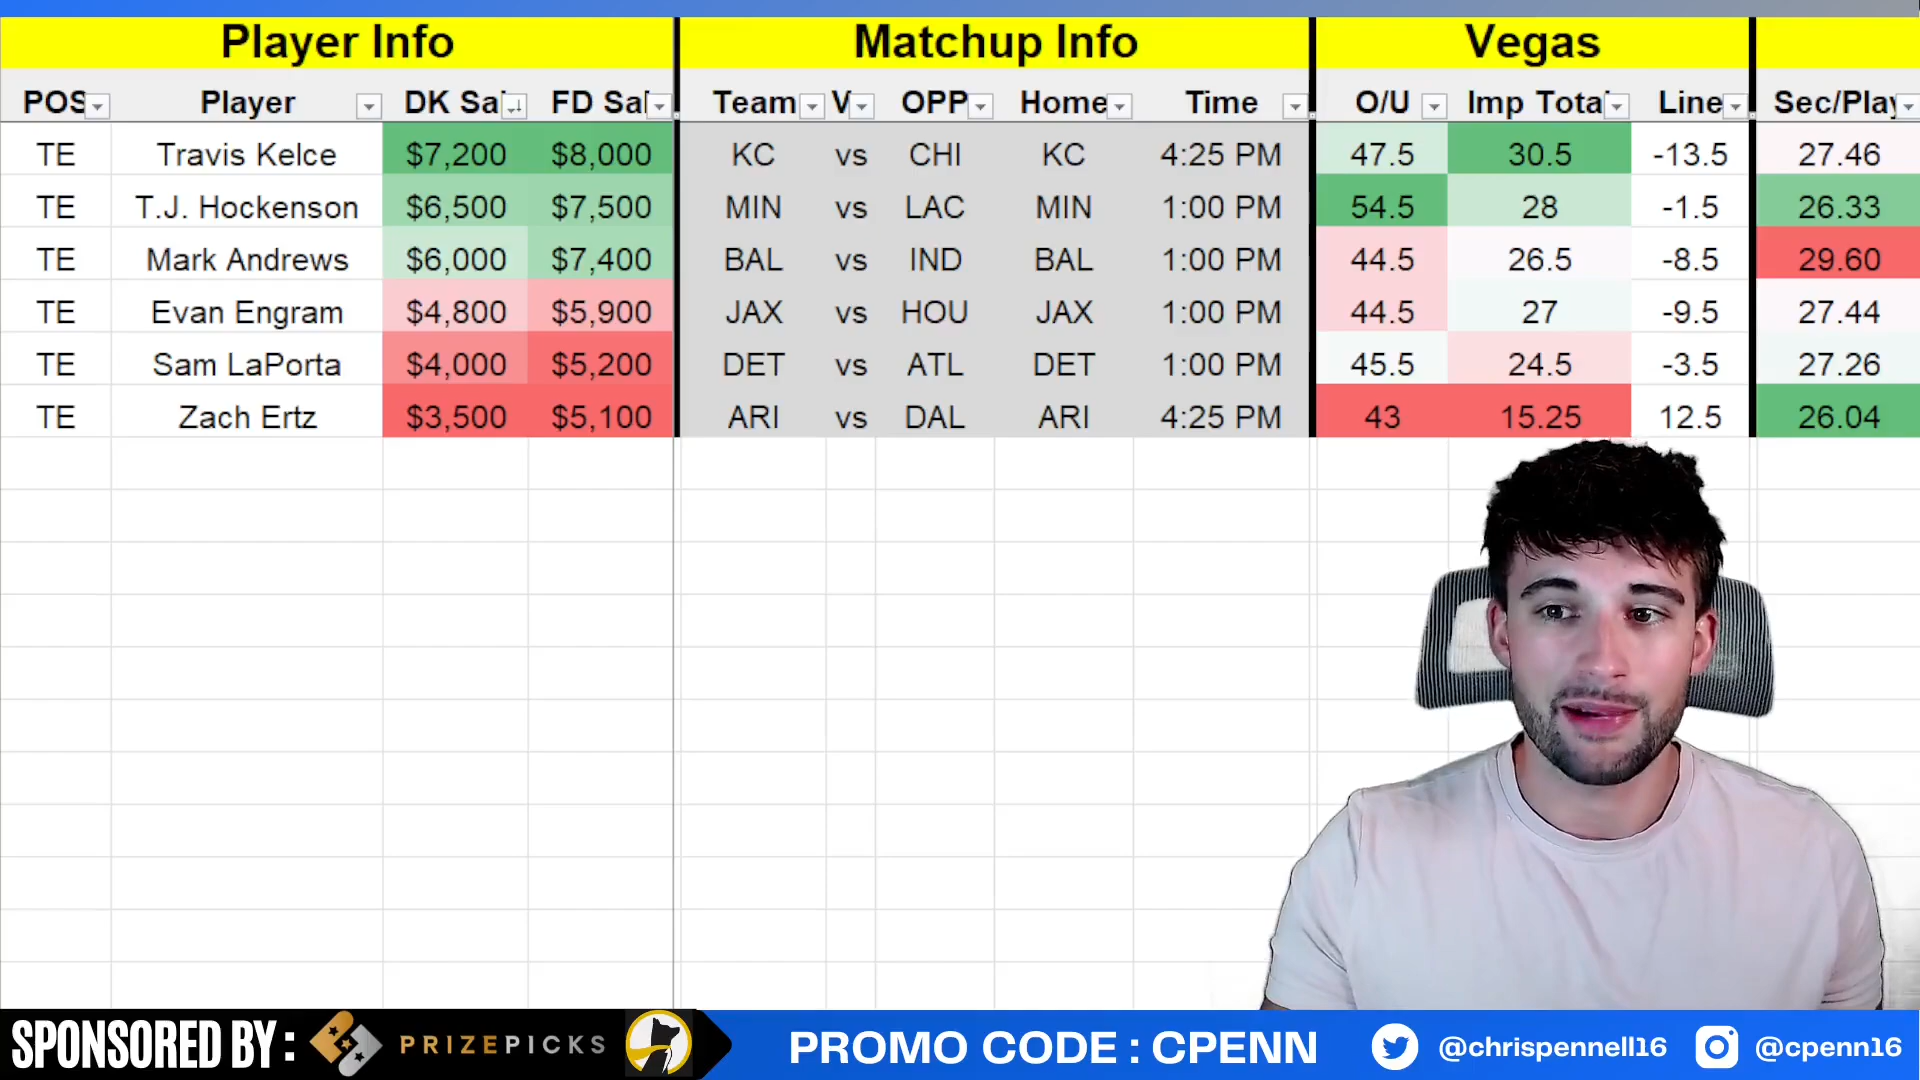 Player Info Matchup Info Vegas
POS Player DK Sal FD Sal Team V OPP Home Time O/U Imp Total Line Sec/Play
TE Travis Kelce $7,200 $8,000 KC vs CHI KC 4:25 PM 47.5 30.5 -13.5 27.46
TE T.J. Hockenson $6,500 $7,500 MIN vs LAC MIN 1:00 PM 54.5 28 -1.5 26.33
TE Mark Andrews $6,000 $7,400 BAL vs IND BAL 1:00 PM 44.5 26.5 -8.5 29.60
TE Evan Engram $4,800 $5,900 JAX vs HOU JAX 1:00 PM 44.5 27 -9.5 27.44
TE Sam LaPorta $4,000 $5,200 DET vs ATL DET 1:00 PM 45.5 24.5 -3.5 27.26
TE Zach Ertz $3,500 $5,100 ARI vs DAL ARI 4:25 PM 43 15.25 12.5 26.04
SPONSORED BY : PRIZEPICKS PROMO CODE : CPENN @chrispennell16 @cpenn16